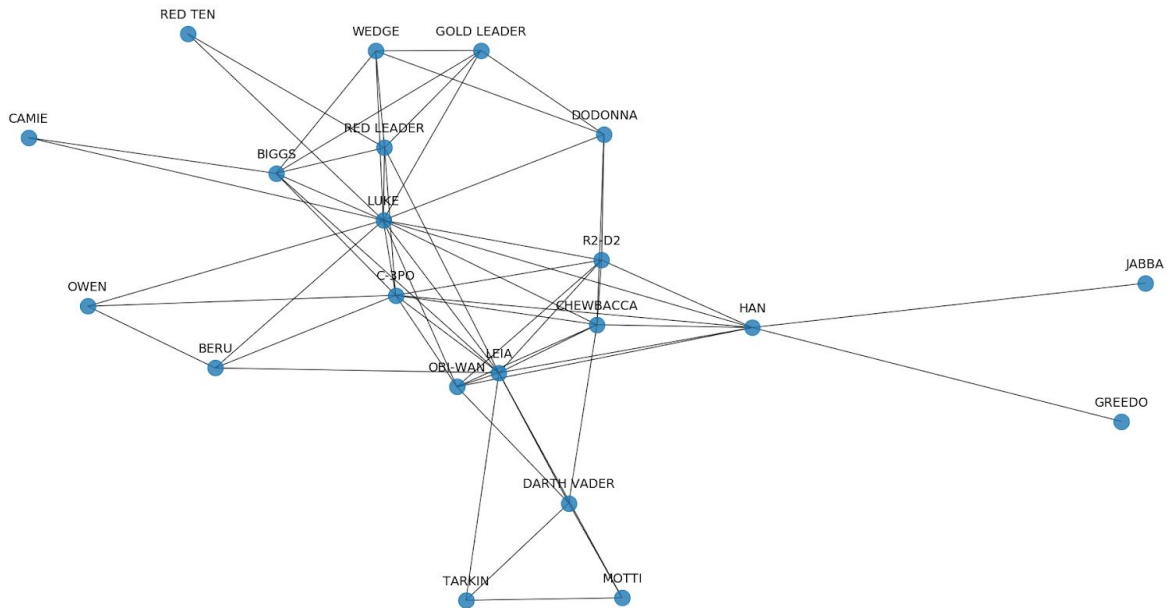 RED TEN
WEDGE
GOLD LEADER
CAMIE
DODONNA
RED LEADER
BIGGS
LUKE
R2-D2
JABBA
C-3PO
OWEN
CHEWBACCA
HAN
BERU
LEIA
OBI-WAN
GREEDO
DARTH VADER
TARKIN
MOTTI